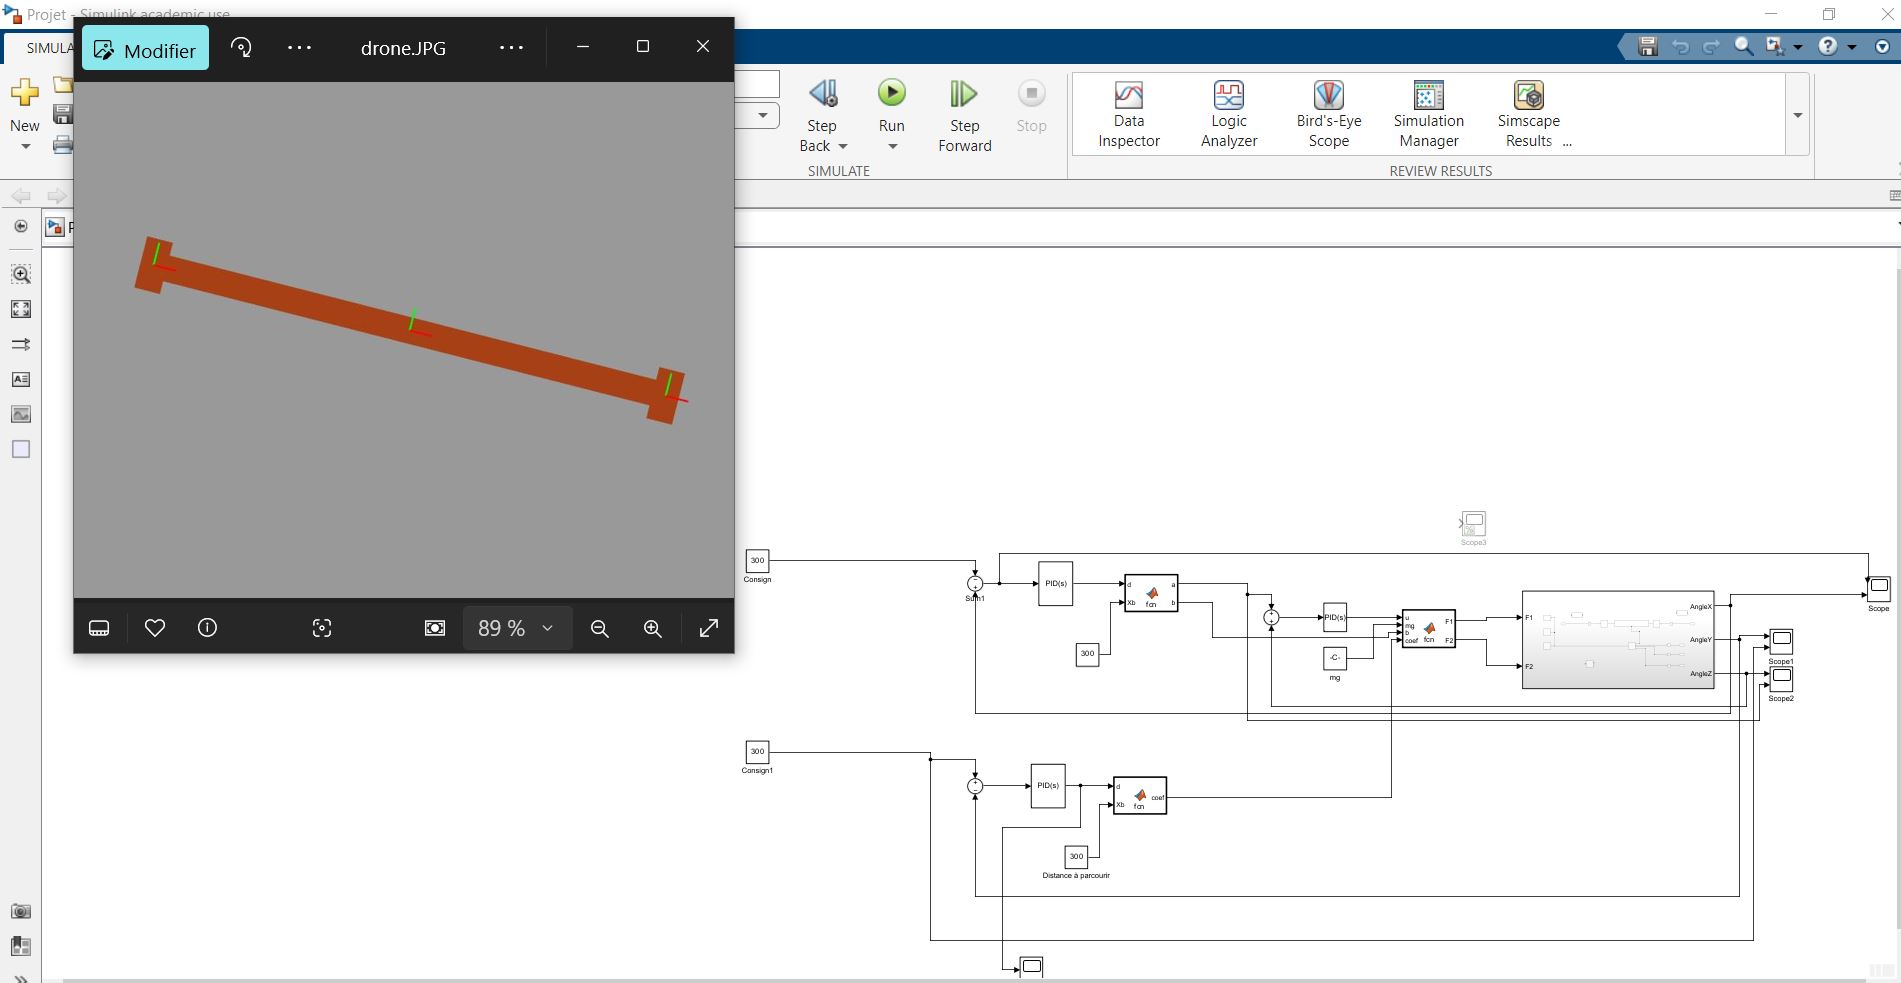 Projet - Simulink academic use
SIMULA
Modifier
drone.JPG
New
Step
Back
Run
Step
Forward
Stop
SIMULATE
Data
Inspector
Logic
Analyzer
Bird's-Eye
Scope
Simulation
Manager
Simscape
Results ...
REVIEW RESULTS
P
89 %
Scope3
300
Consign
Sum1
PID(s)
d
Xb
fcn
a
b
300
PID(s)
-C-
mg
u
mg
b
coef
fcn
F1
F2
F1
F2
AngleX
AngleY
AngleZ
Scope
Scope1
Scope2
300
Consign1
PID(s)
d
Xb
fcn
coef
300
Distance à parcourir